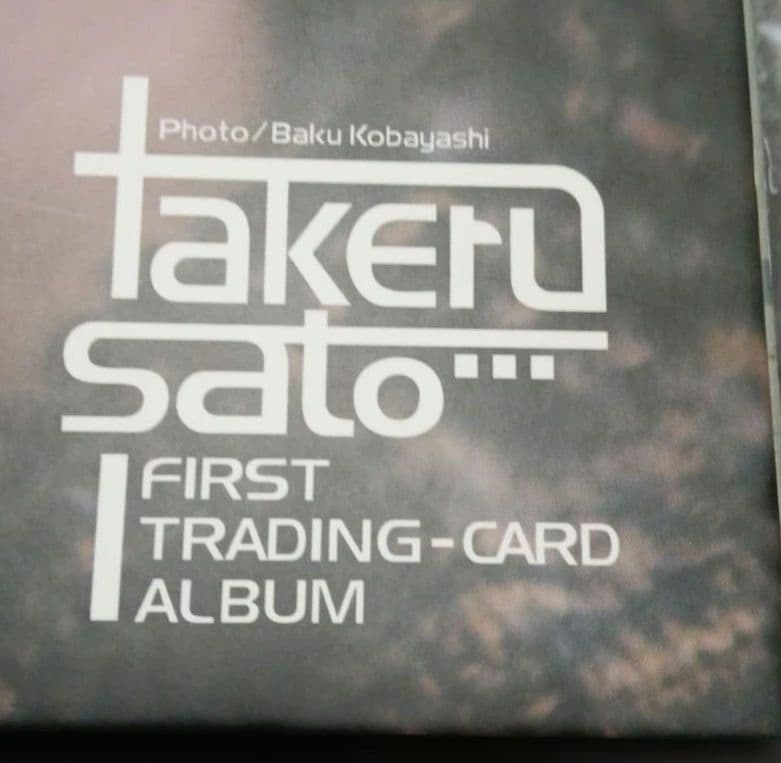 Photo/Baku Kobayashi
takeru
sato...
FIRST
TRADING-CARD
ALBUM